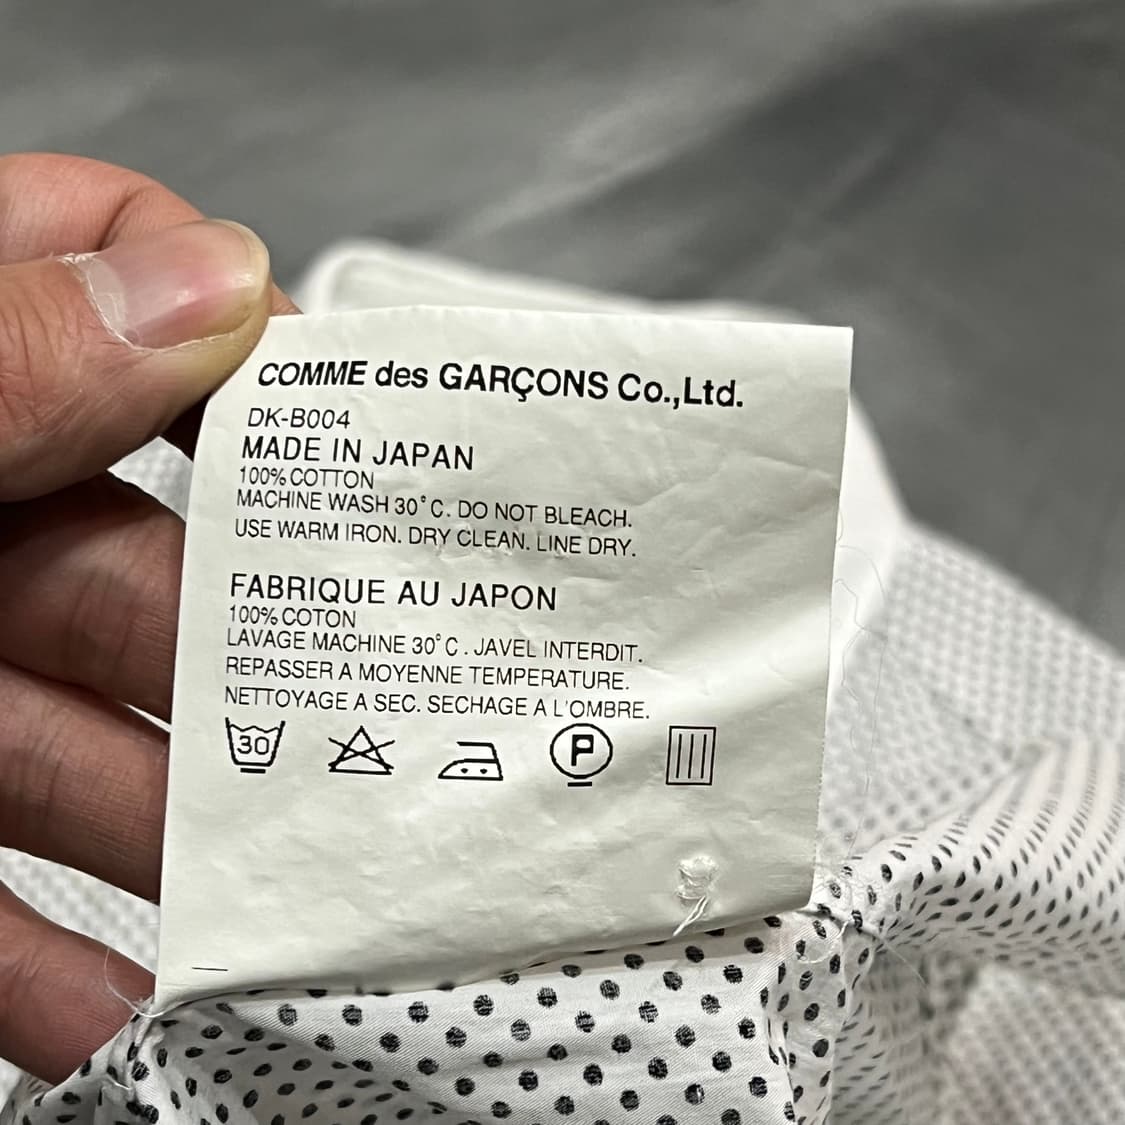 COMME des GARÇONS Co.,Ltd.
DK-B004
MADE IN JAPAN
100% COTTON
MACHINE WASH 30°C. DO NOT BLEACH.
USE WARM IRON. DRY CLEAN. LINE DRY.
FABRIQUE AU JAPON
100% COTON
LAVAGE MACHINE 30°C. JAVEL INTERDIT.
REPASSER A MOYENNE TEMPERATURE.
NETTOYAGE A SEC. SECHAGE A L'OMBRE.
30 P